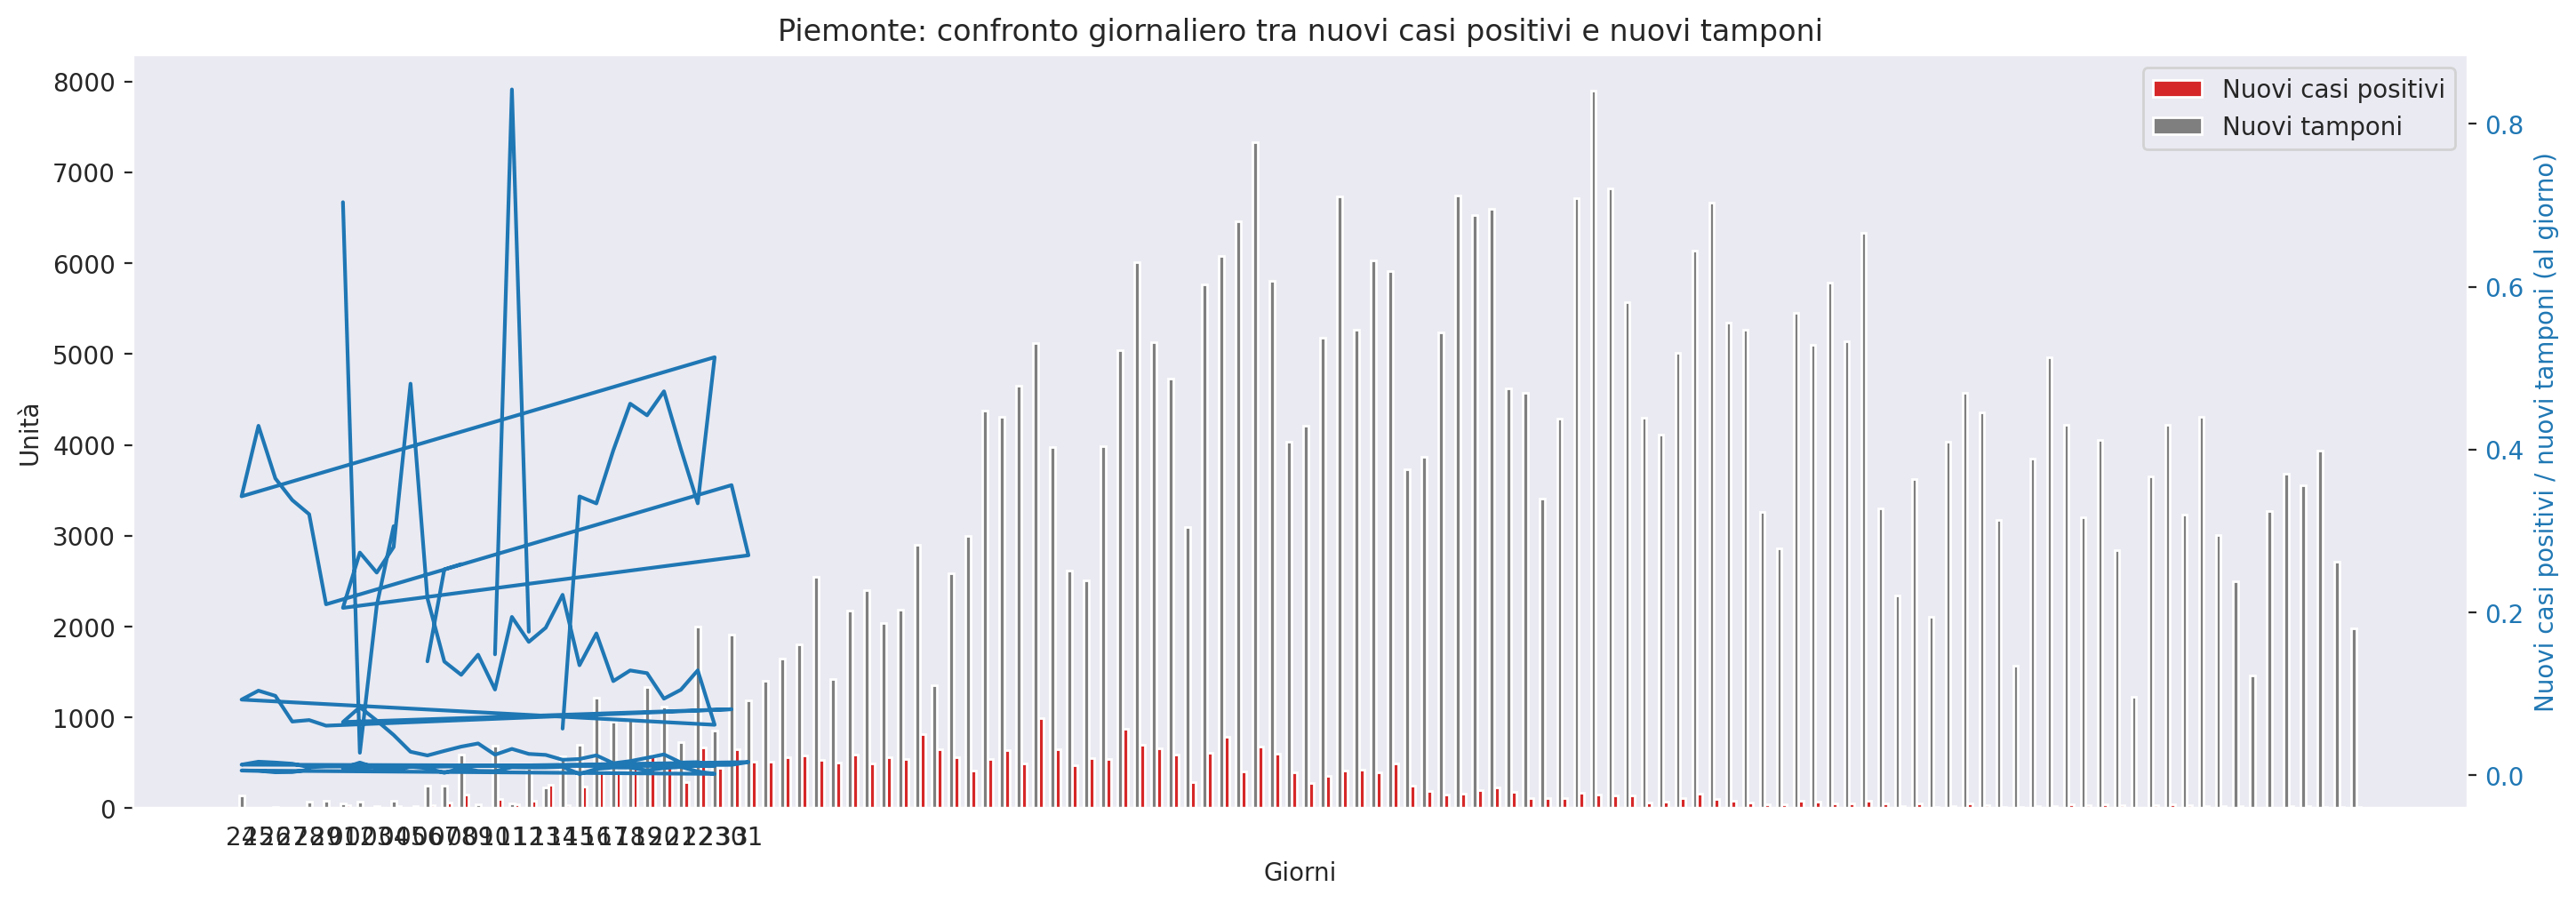 Piemonte: confronto giornaliero tra nuovi casi positivi e nuovi tamponi
Nuovi casi positivi
Nuovi tamponi
8000
7000
6000
5000
4000
3000
2000
1000
0
Unità
0.8
0.6
0.4
0.2
0.0
Nuovi casi positivi / nuovi tamponi (al giorno)
Giorni